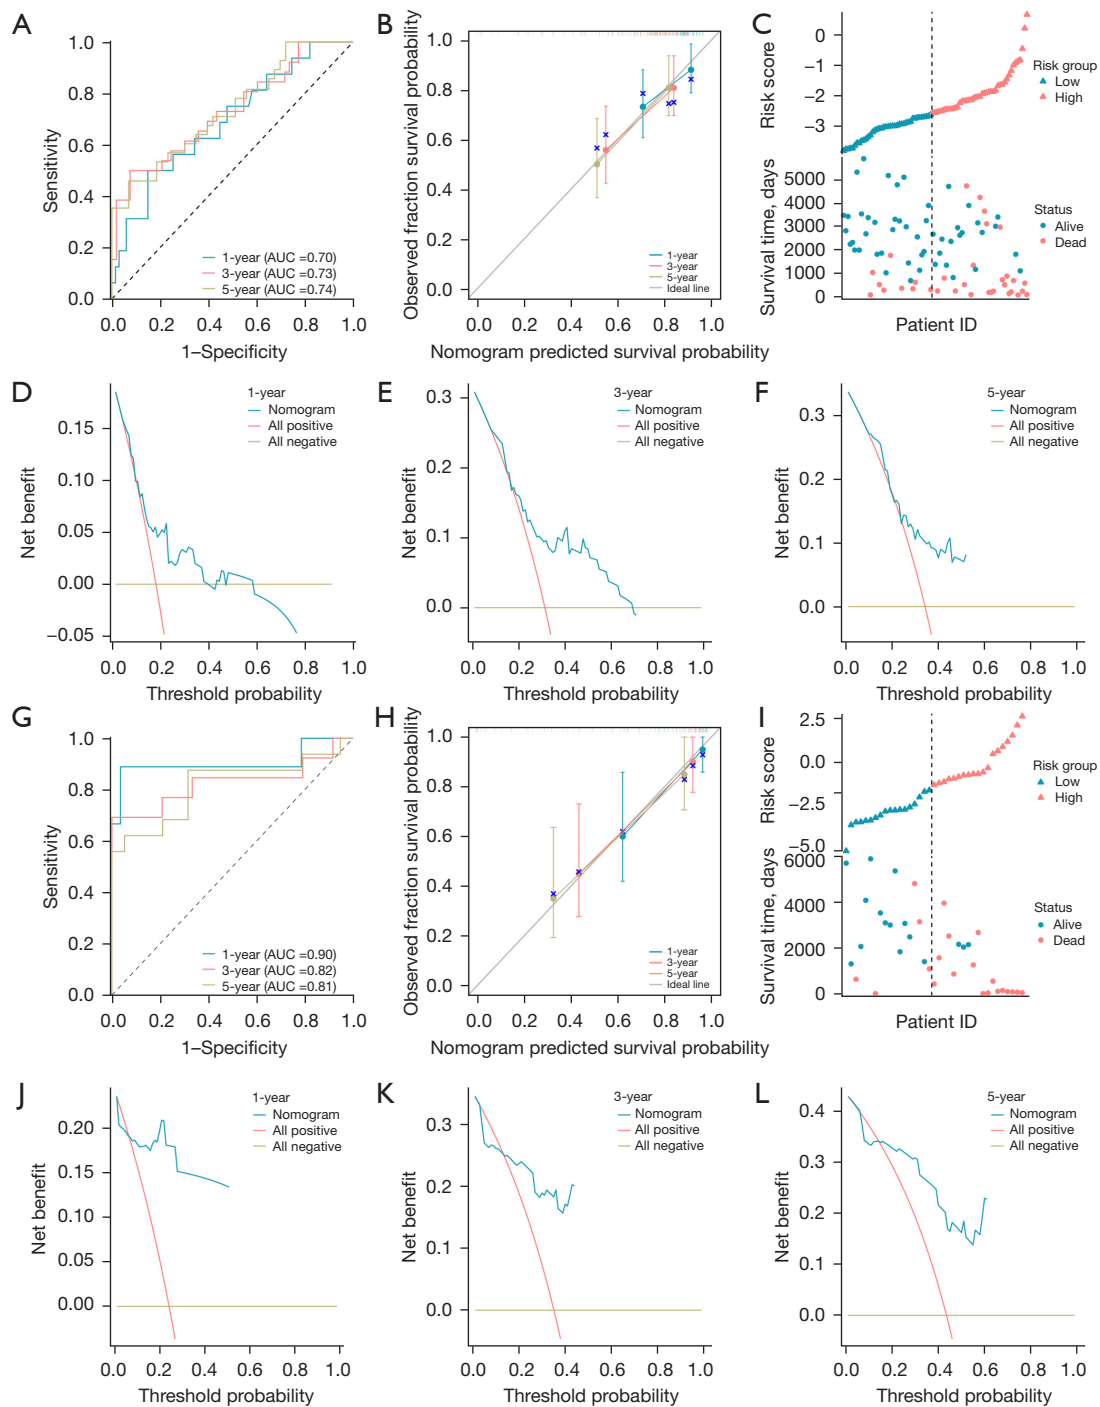 A
1.0
0.8
0.6
0.4
0.2
0.0
Sensitivity
1-year (AUC =0.70)
3-year (AUC =0.73)
5-year (AUC =0.74)
0.0 0.2 0.4 0.6 0.8 1.0
1–Specificity
B
1.0
0.8
0.6
0.4
0.2
0.0
Observed fraction survival probability
1-year
3-year
5-year
Ideal line
0.0 0.2 0.4 0.6 0.8 1.0
Nomogram predicted survival probability
C
0
−1
−2
−3
Risk score
Risk group
Low
High
5000
4000
3000
2000
1000
0
Survival time, days
Status
Alive
Dead
Patient ID
D
0.15
0.10
0.05
0.00
−0.05
Net benefit
1-year
Nomogram
All positive
All negative
0.0 0.2 0.4 0.6 0.8 1.0
Threshold probability
E
0.3
0.2
0.1
0.0
Net benefit
3-year
Nomogram
All positive
All negative
0.0 0.2 0.4 0.6 0.8 1.0
Threshold probability
F
0.3
0.2
0.1
0.0
Net benefit
5-year
Nomogram
All positive
All negative
0.0 0.2 0.4 0.6 0.8 1.0
Threshold probability
G
1.0
0.8
0.6
0.4
0.2
0.0
Sensitivity
1-year (AUC =0.90)
3-year (AUC =0.82)
5-year (AUC =0.81)
0.0 0.2 0.4 0.6 0.8 1.0
1–Specificity
H
1.0
0.8
0.6
0.4
0.2
0.0
Observed fraction survival probability
1-year
3-year
5-year
Ideal line
0.0 0.2 0.4 0.6 0.8 1.0
Nomogram predicted survival probability
I
2.5
0.0
−2.5
−5.0
Risk score
Risk group
Low
High
6000
4000
2000
0
Survival time, days
Status
Alive
Dead
Patient ID
J
0.20
0.15
0.10
0.05
0.00
Net benefit
1-year
Nomogram
All positive
All negative
0.0 0.2 0.4 0.6 0.8 1.0
Threshold probability
K
0.3
0.2
0.1
0.0
Net benefit
3-year
Nomogram
All positive
All negative
0.0 0.2 0.4 0.6 0.8 1.0
Threshold probability
L
0.4
0.3
0.2
0.1
0.0
Net benefit
5-year
Nomogram
All positive
All negative
0.0 0.2 0.4 0.6 0.8 1.0
Threshold probability